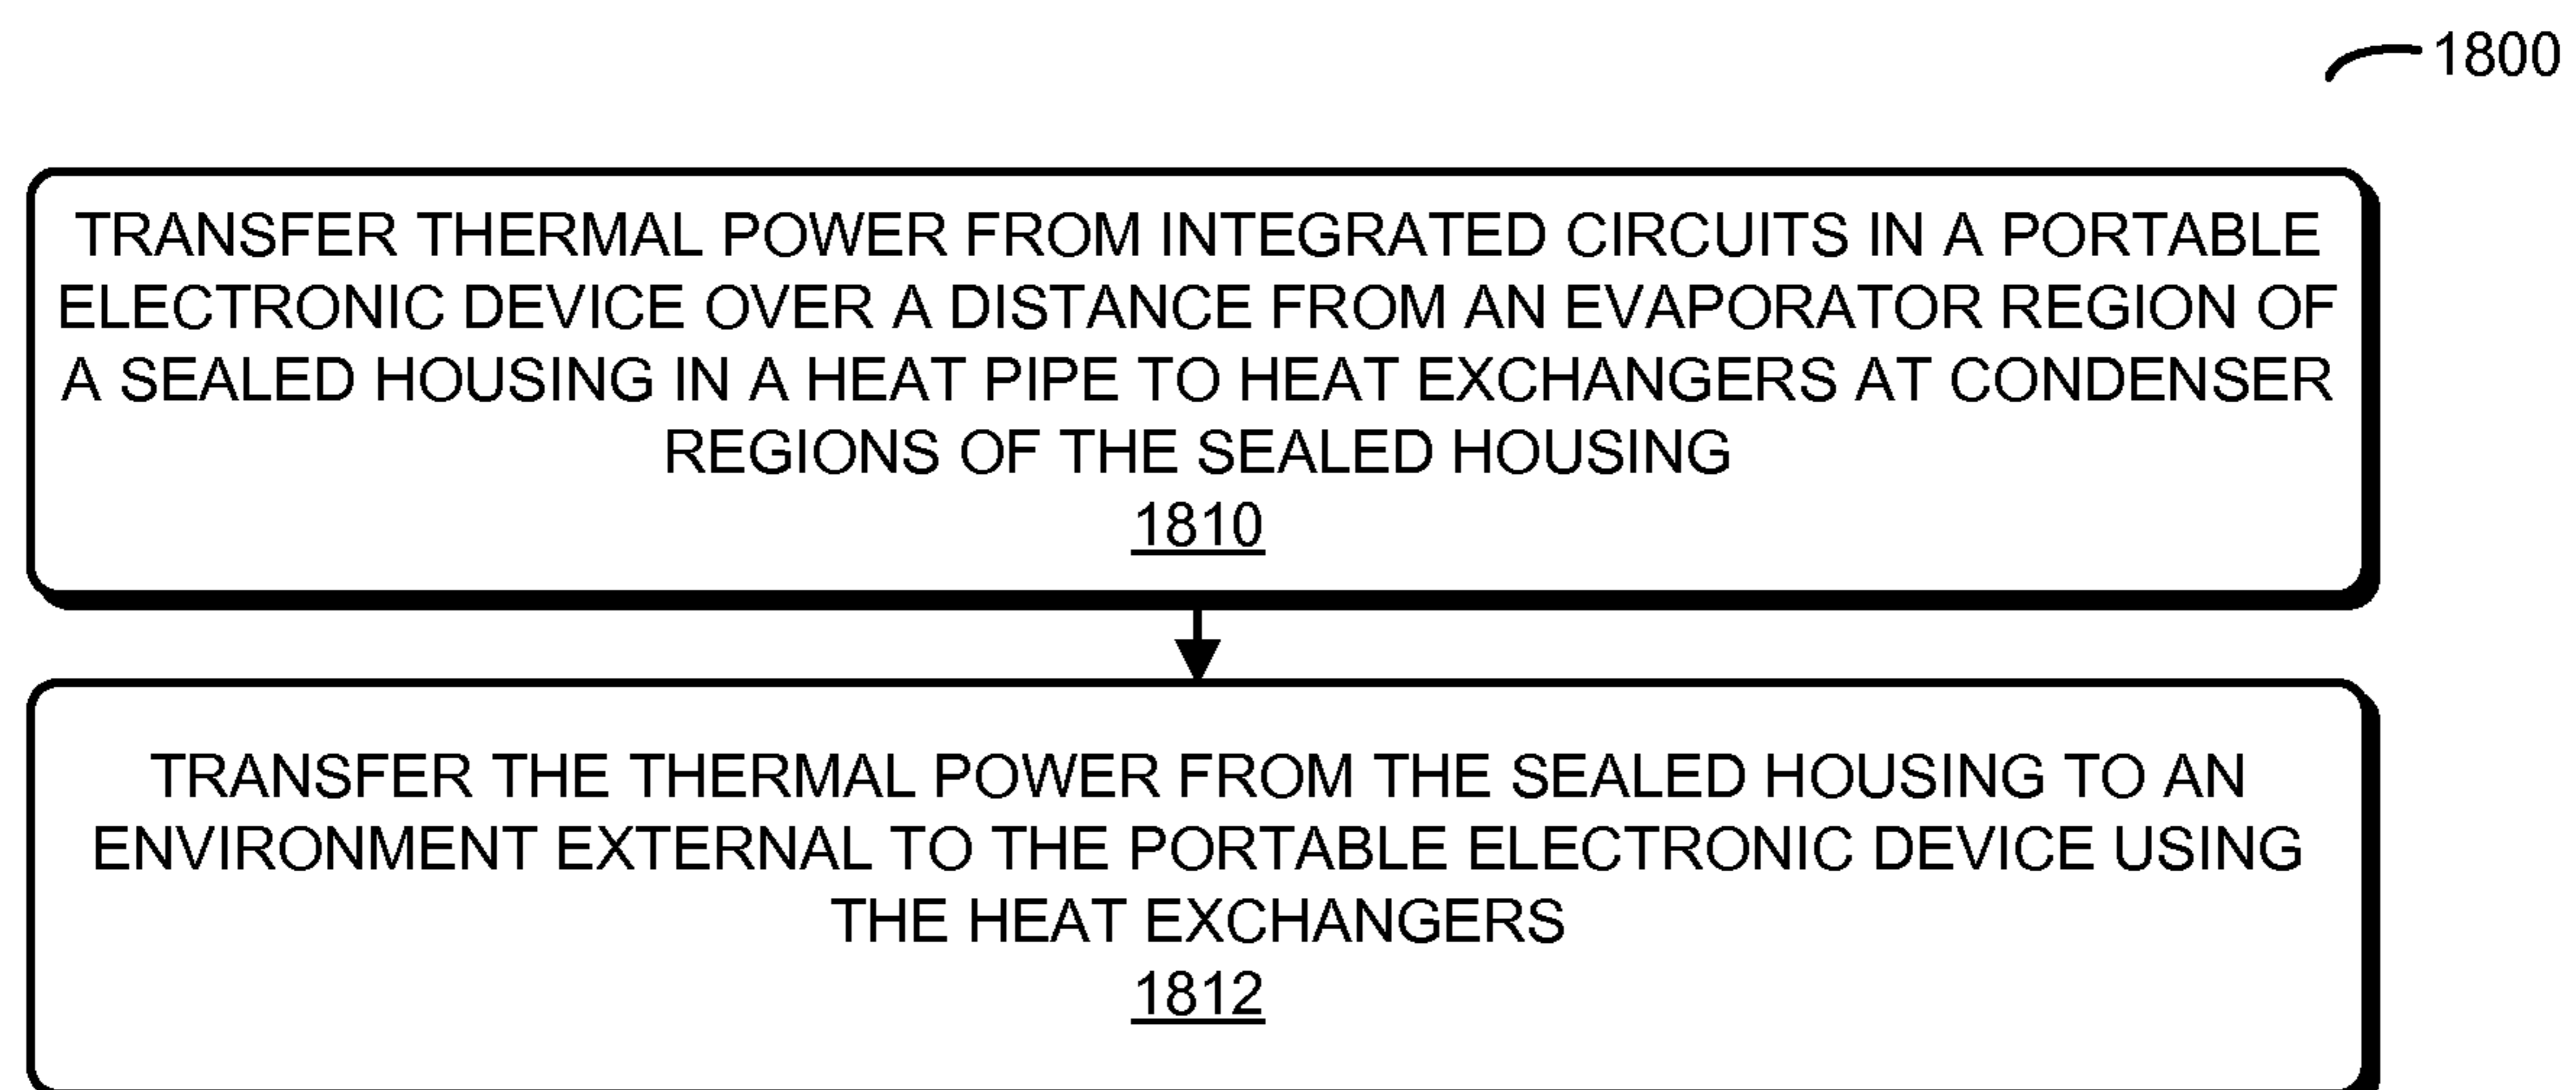 1800
TRANSFER THERMAL POWER FROM INTEGRATED CIRCUITS IN A PORTABLE
ELECTRONIC DEVICE OVER A DISTANCE FROM AN EVAPORATOR REGION OF
A SEALED HOUSING IN A HEAT PIPE TO HEAT EXCHANGERS AT CONDENSER
REGIONS OF THE SEALED HOUSING
1810
TRANSFER THE THERMAL POWER FROM THE SEALED HOUSING TO AN
ENVIRONMENT EXTERNAL TO THE PORTABLE ELECTRONIC DEVICE USING
THE HEAT EXCHANGERS
1812